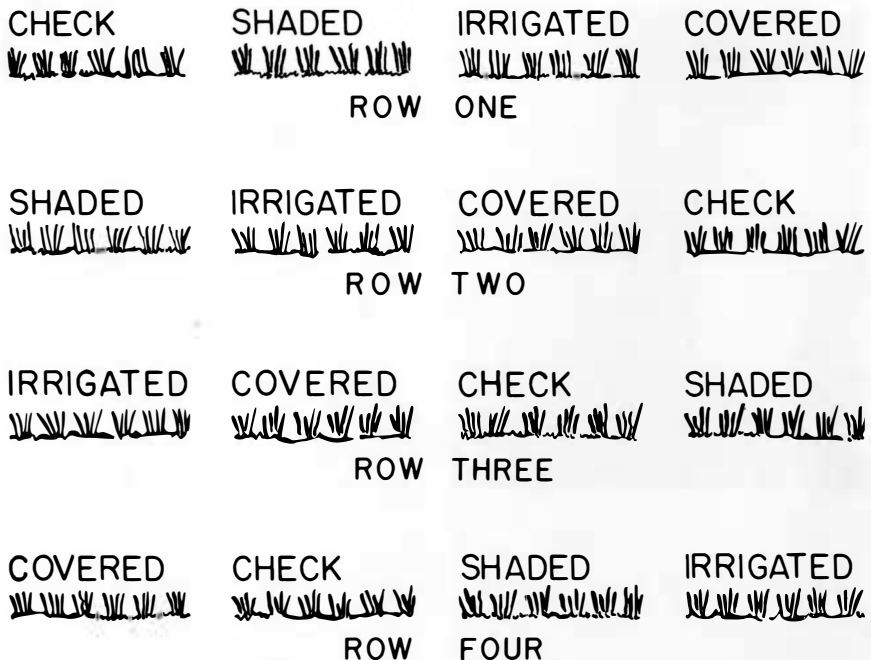 CHECK SHADED IRRIGATED COVERED
ROW ONE
SHADED IRRIGATED COVERED CHECK
ROW TWO
IRRIGATED COVERED CHECK SHADED
ROW THREE
COVERED CHECK SHADED IRRIGATED
ROW FOUR